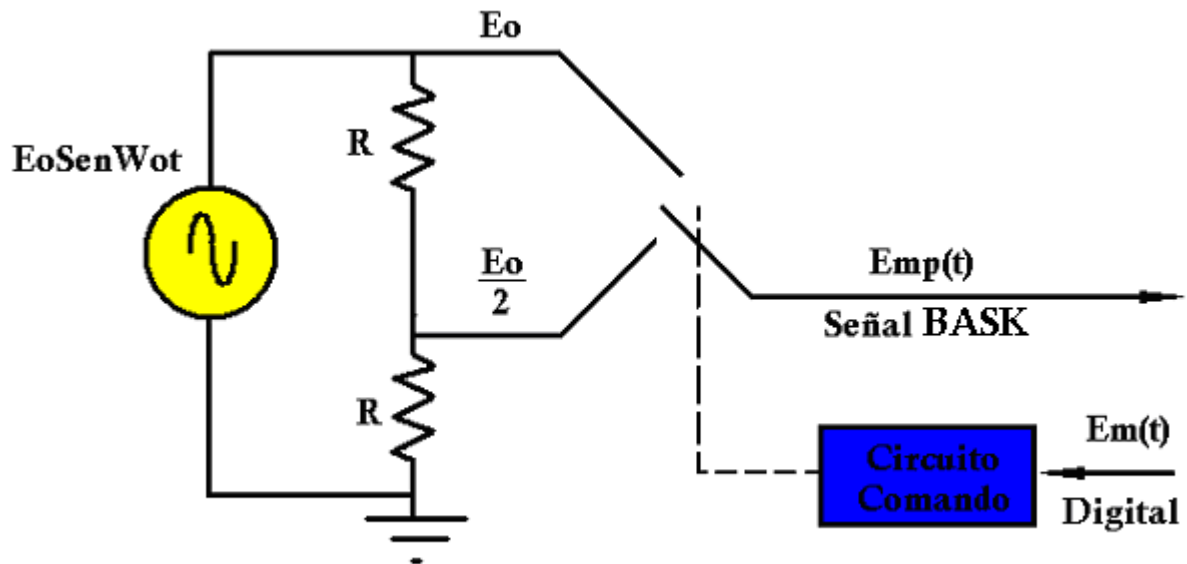 Eo
EoSenWot
R
Eo
2
R
Emp(t)
Señal BASK
Em(t)
Circuito
Comando
Digital